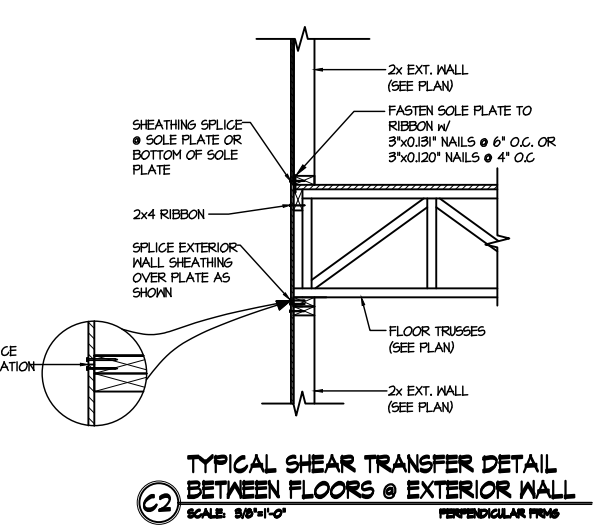 2x EXT. WALL
(SEE PLAN)
FASTEN SOLE PLATE TO
RIBBON W/
3"x0.131" NAILS @ 6" O.C. OR
3"x0.120" NAILS @ 4" O.C
SHEATHING SPLICE
@ SOLE PLATE OR
BOTTOM OF SOLE
PLATE
2x4 RIBBON
SPLICE EXTERIOR
WALL SHEATHING
OVER PLATE AS
SHOWN
CE
ATION
FLOOR TRUSSES
(SEE PLAN)
2x EXT. WALL
(SEE PLAN)
C2
TYPICAL SHEAR TRANSFER DETAIL
BETWEEN FLOORS @ EXTERIOR WALL
SCALE: 3/8"=1'-0"
PERPENDICULAR FRMG